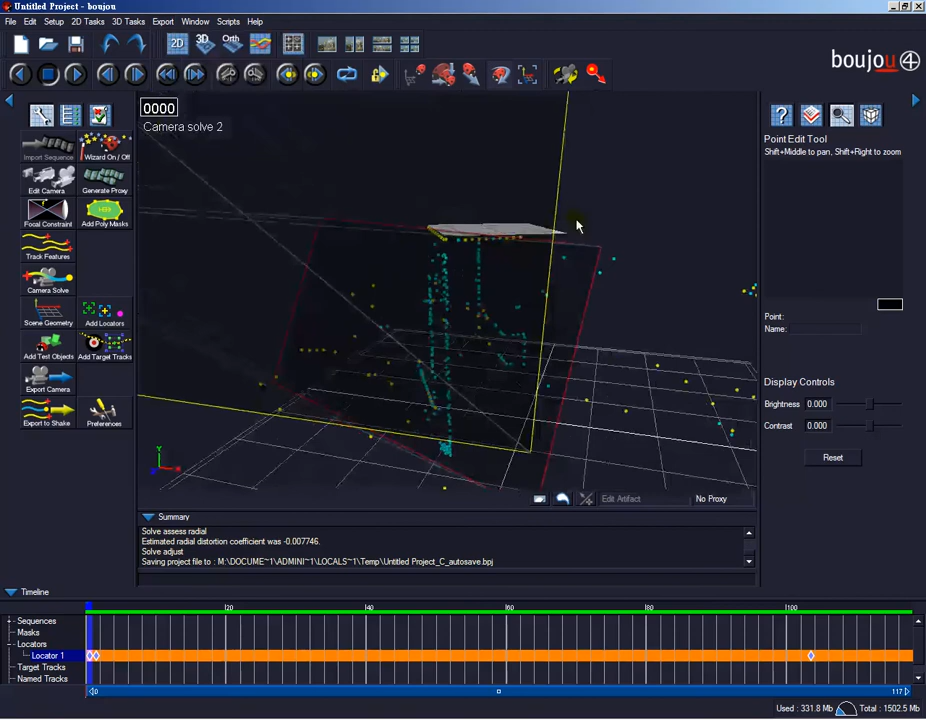 Untitled Project - boujou
File Edit Setup 2D Tasks 3D Tasks Export Window Scripts Help
2D 3D Orth
boujou 4
0000
Camera solve 2
Import Sequence Wizard On / Off
Edit Camera Generate Proxy
Focal Constraint Add Poly Masks
Track Features
Camera Solve
Scene Geometry Add Locators
Add Test Objects Add Target Tracks
Export Camera
Export to Shake Preferences
Point Edit Tool
Shift+Middle to pan, Shift+Right to zoom
Point:
Name:
Display Controls
Brightness 0.000
Contrast 0.000
Reset
Y
Edit Artifact No Proxy
Summary
Solve assess radial
Estimated radial distortion coefficient was -0.007746.
Solve adjust
Saving project file to : M:\DOCUME~1\ADMINI~1\LOCALS~1\Temp\Untitled Project_C_autosave.bpj
Timeline
20 40 60 80 100
Sequences
Masks
Locators
Locator 1
Target Tracks
Named Tracks
0 117
Used : 331.8 Mb Total : 1502.5 Mb